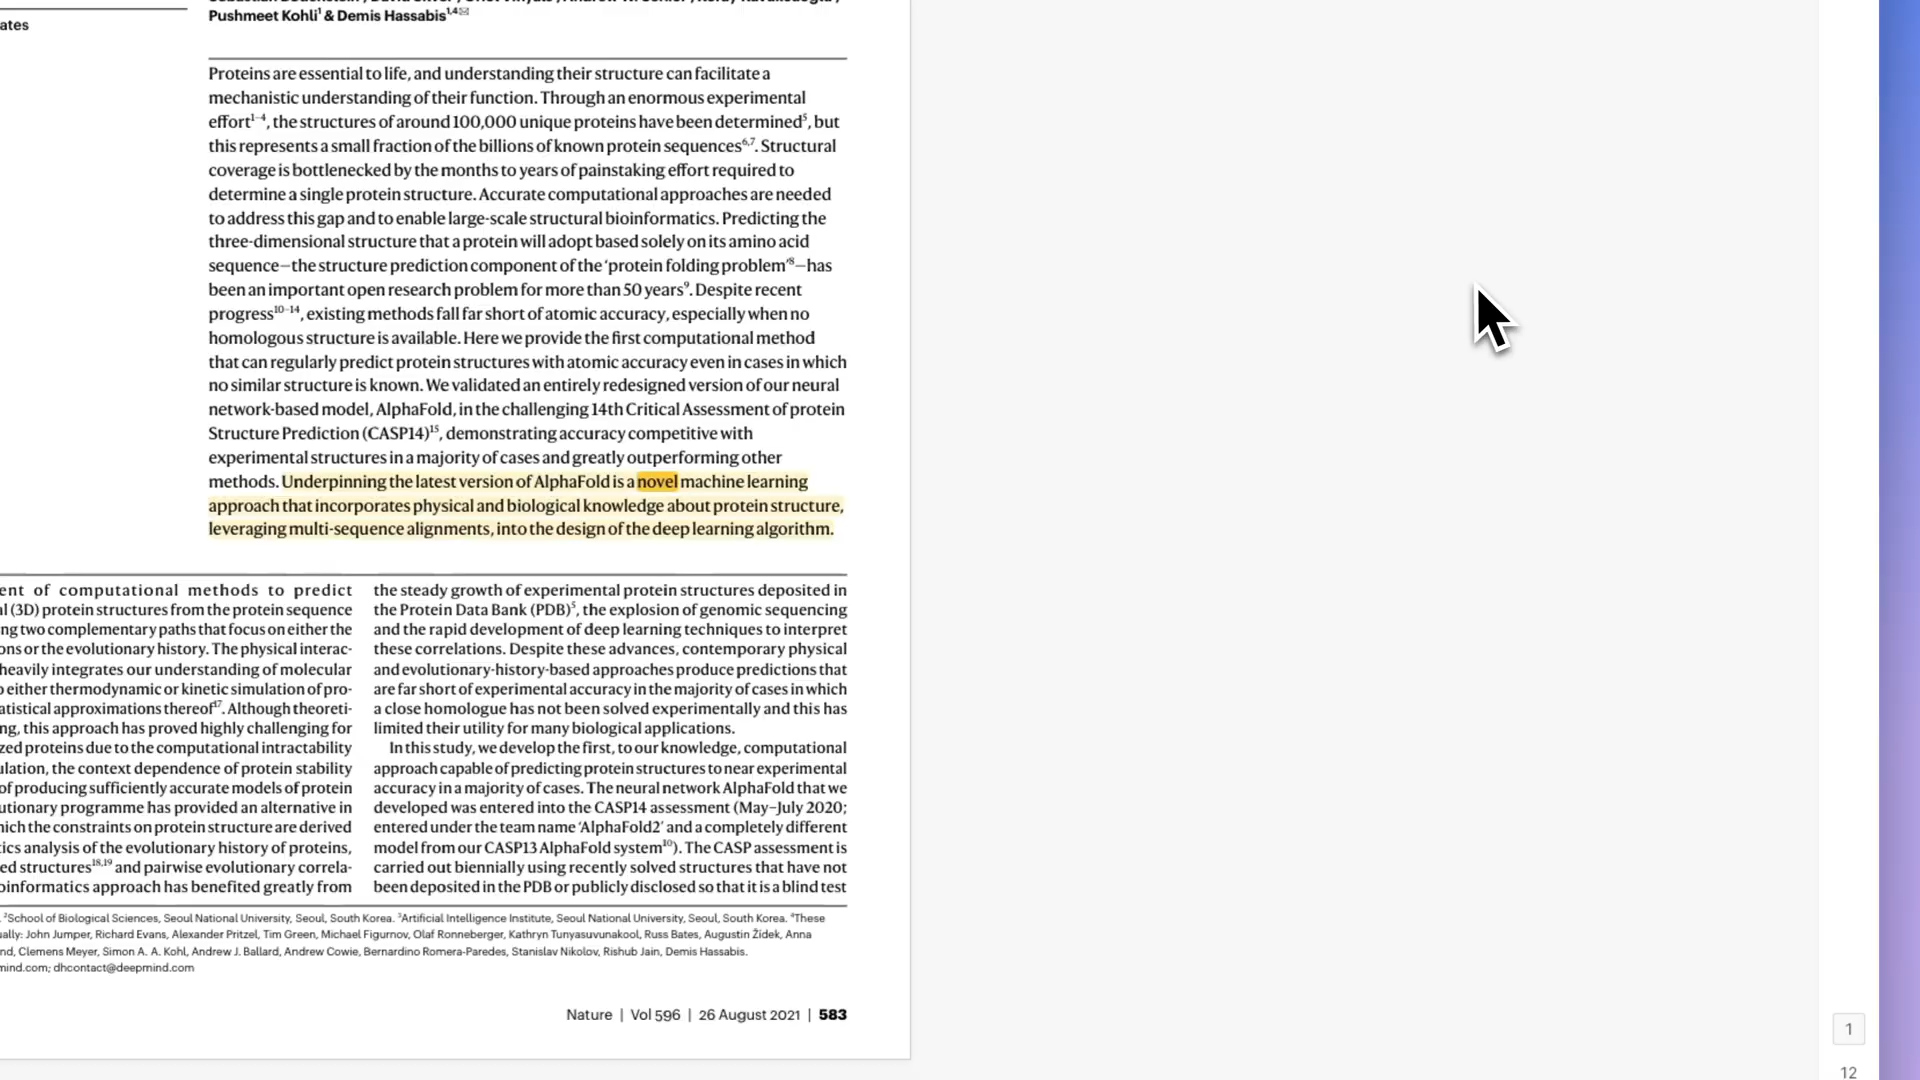 Pushmeet Kohli¹ & Demis Hassabis¹,⁴✉
ates
Proteins are essential to life, and understanding their structure can facilitate a
mechanistic understanding of their function. Through an enormous experimental
effort¹⁻⁴, the structures of around 100,000 unique proteins have been determined⁵, but
this represents a small fraction of the billions of known protein sequences⁶,⁷. Structural
coverage is bottlenecked by the months to years of painstaking effort required to
determine a single protein structure. Accurate computational approaches are needed
to address this gap and to enable large-scale structural bioinformatics. Predicting the
three-dimensional structure that a protein will adopt based solely on its amino acid
sequence—the structure prediction component of the ‘protein folding problem’⁸—has
been an important open research problem for more than 50 years⁹. Despite recent
progress¹⁰⁻¹⁴, existing methods fall far short of atomic accuracy, especially when no
homologous structure is available. Here we provide the first computational method
that can regularly predict protein structures with atomic accuracy even in cases in which
no similar structure is known. We validated an entirely redesigned version of our neural
network-based model, AlphaFold, in the challenging 14th Critical Assessment of protein
Structure Prediction (CASP14)¹⁵, demonstrating accuracy competitive with
experimental structures in a majority of cases and greatly outperforming other
methods. Underpinning the latest version of AlphaFold is a novel machine learning
approach that incorporates physical and biological knowledge about protein structure,
leveraging multi-sequence alignments, into the design of the deep learning algorithm.
ent of computational methods to predict
al (3D) protein structures from the protein sequence
ng two complementary paths that focus on either the
ons or the evolutionary history. The physical interac-
heavily integrates our understanding of molecular
o either thermodynamic or kinetic simulation of pro-
atistical approximations thereof¹⁷. Although theoreti-
ng, this approach has proved highly challenging for
zed proteins due to the computational intractability
ulation, the context dependence of protein stability
of producing sufficiently accurate models of protein
utionary programme has provided an alternative in
hich the constraints on protein structure are derived
tics analysis of the evolutionary history of proteins,
ed structures¹⁸,¹⁹ and pairwise evolutionary correla-
oinformatics approach has benefited greatly from
the steady growth of experimental protein structures deposited in
the Protein Data Bank (PDB)⁵, the explosion of genomic sequencing
and the rapid development of deep learning techniques to interpret
these correlations. Despite these advances, contemporary physical
and evolutionary-history-based approaches produce predictions that
are far short of experimental accuracy in the majority of cases in which
a close homologue has not been solved experimentally and this has
limited their utility for many biological applications.
In this study, we develop the first, to our knowledge, computational
approach capable of predicting protein structures to near experimental
accuracy in a majority of cases. The neural network AlphaFold that we
developed was entered into the CASP14 assessment (May–July 2020;
entered under the team name ‘AlphaFold2’ and a completely different
model from our CASP13 AlphaFold system¹⁰). The CASP assessment is
carried out biennially using recently solved structures that have not
been deposited in the PDB or publicly disclosed so that it is a blind test
. ²School of Biological Sciences, Seoul National University, Seoul, South Korea. ³Artificial Intelligence Institute, Seoul National University, Seoul, South Korea. ⁴These
ually: John Jumper, Richard Evans, Alexander Pritzel, Tim Green, Michael Figurnov, Olaf Ronneberger, Kathryn Tunyasuvunakool, Russ Bates, Augustin Žídek, Anna
nd, Clemens Meyer, Simon A. A. Kohl, Andrew J. Ballard, Andrew Cowie, Bernardino Romera-Paredes, Stanislav Nikolov, Rishub Jain, Demis Hassabis.
mind.com; dhcontact@deepmind.com
Nature | Vol 596 | 26 August 2021 | 583
1
12